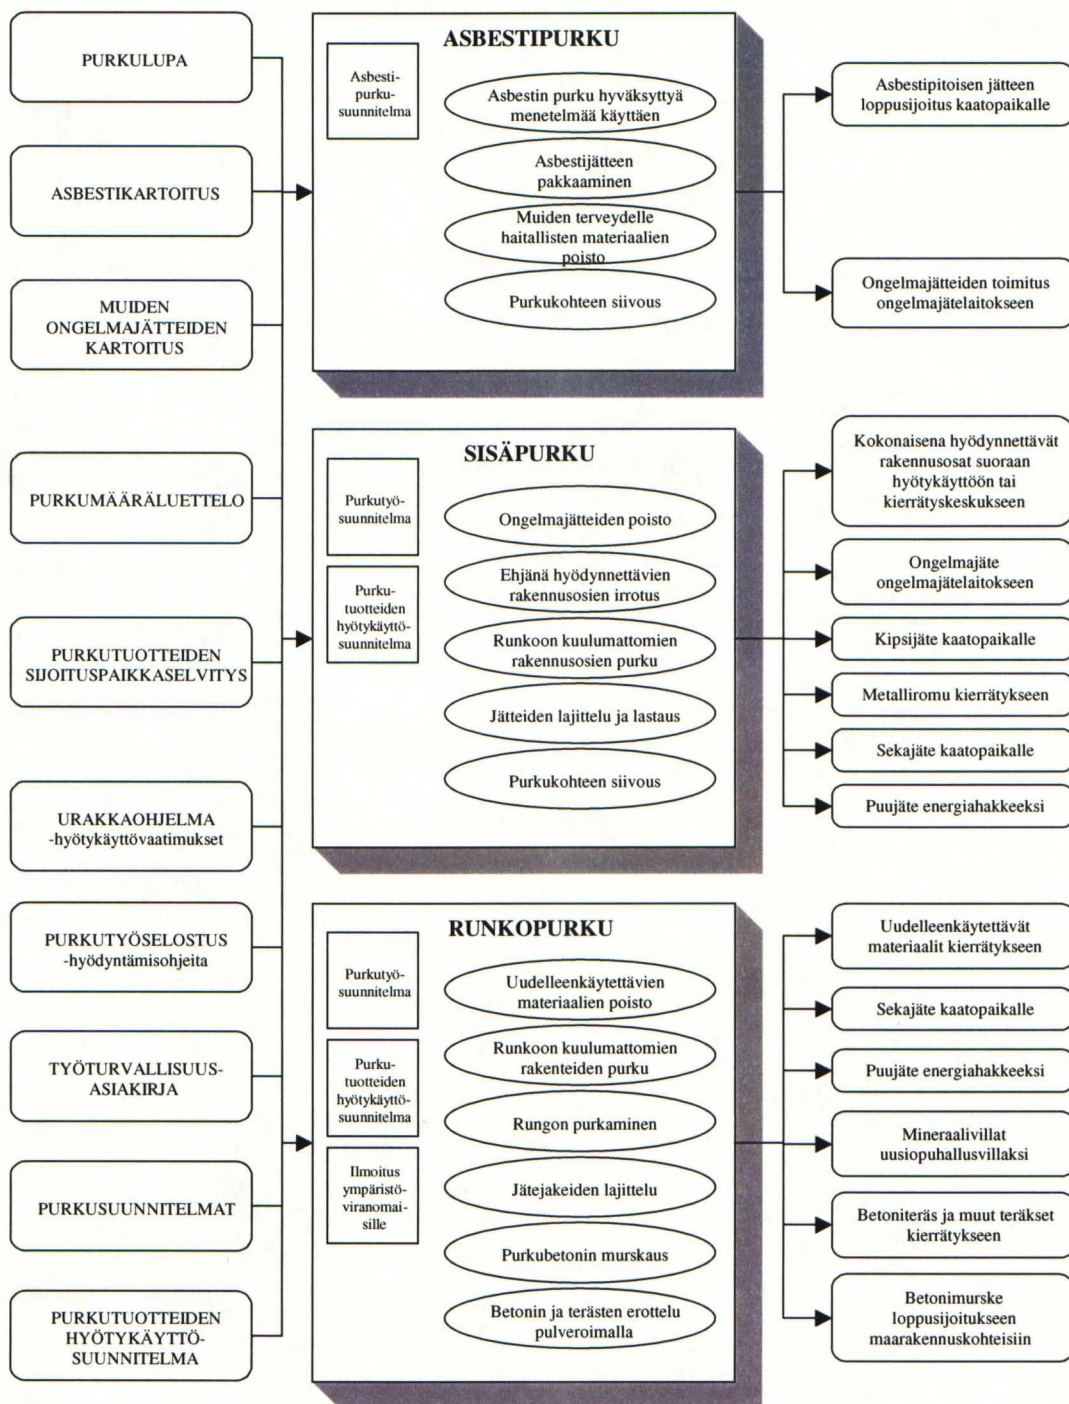 PURKULUPA
ASBESTIKARTOITUS
MUIDEN
ONGELMAJÄTTEIDEN
KARTOITUS
PURKUMÄÄRÄLUETTELO
PURKUTUOTTEIDEN
SIJOITUSPAIKKASELVITYS
URAKKAOHJELMA
-hyötykäyttövaatimukset
PURKUTYÖSELOSTUS
-hyödyntämisohjeita
TYÖTURVALLISUUS-
ASIAKIRJA
PURKUSUUNNITELMAT
PURKUTUOTTEIDEN
HYÖTYKÄYTTÖ-
SUUNNITELMA
ASBESTIPURKU
Asbesti-
purku-
suunnitelma
Asbestin purku hyväksyttyä
menetelmää käyttäen
Asbestijätteen
pakkaaminen
Muiden terveydelle
haitallisten materiaalien
poisto
Purkukohteen siivous
Asbestipitoisen jätteen
loppusijoitus kaatopaikalle
Ongelmajätteiden toimitus
ongelmajätelaitokseen
SISÄPURKU
Purkutyö-
suunnitelma
Purku-
tuotteiden
hyötykäyttö-
suunnitelma
Ongelmajätteiden poisto
Ehjänä hyödynnettävien
rakennusosien irrotus
Runkoon kuulumattomien
rakennusosien purku
Jätteiden lajittelu ja lastaus
Purkukohteen siivous
Kokonaisena hyödynnettävät
rakennusosat suoraan
hyötykäyttöön tai
kierrätyskeskukseen
Ongelmajäte
ongelmajätelaitokseen
Kipsijäte kaatopaikalle
Metalliromu kierrätykseen
Sekajäte kaatopaikalle
Puujäte energiahakkeeksi
RUNKOPURKU
Purkutyö-
suunnitelma
Purku-
tuotteiden
hyötykäyttö-
suunnitelma
Ilmoitus
ympäristö-
viranomai-
sille
Uudelleenkäytettävien
materiaalien poisto
Runkoon kuulumattomien
rakenteiden purku
Rungon purkaminen
Jätejakeiden lajittelu
Purkubetonin murskaus
Betonin ja terästen erottelu
pulveroimalla
Uudelleenkäytettävät
materiaalit kierrätykseen
Sekajäte kaatopaikalle
Puujäte energiahakkeeksi
Mineraalivillat
uusiopuhallusvillaksi
Betoniteräs ja muut teräkset
kierrätykseen
Betonimurske
loppusijoitukseen
maarakennuskohteisiin